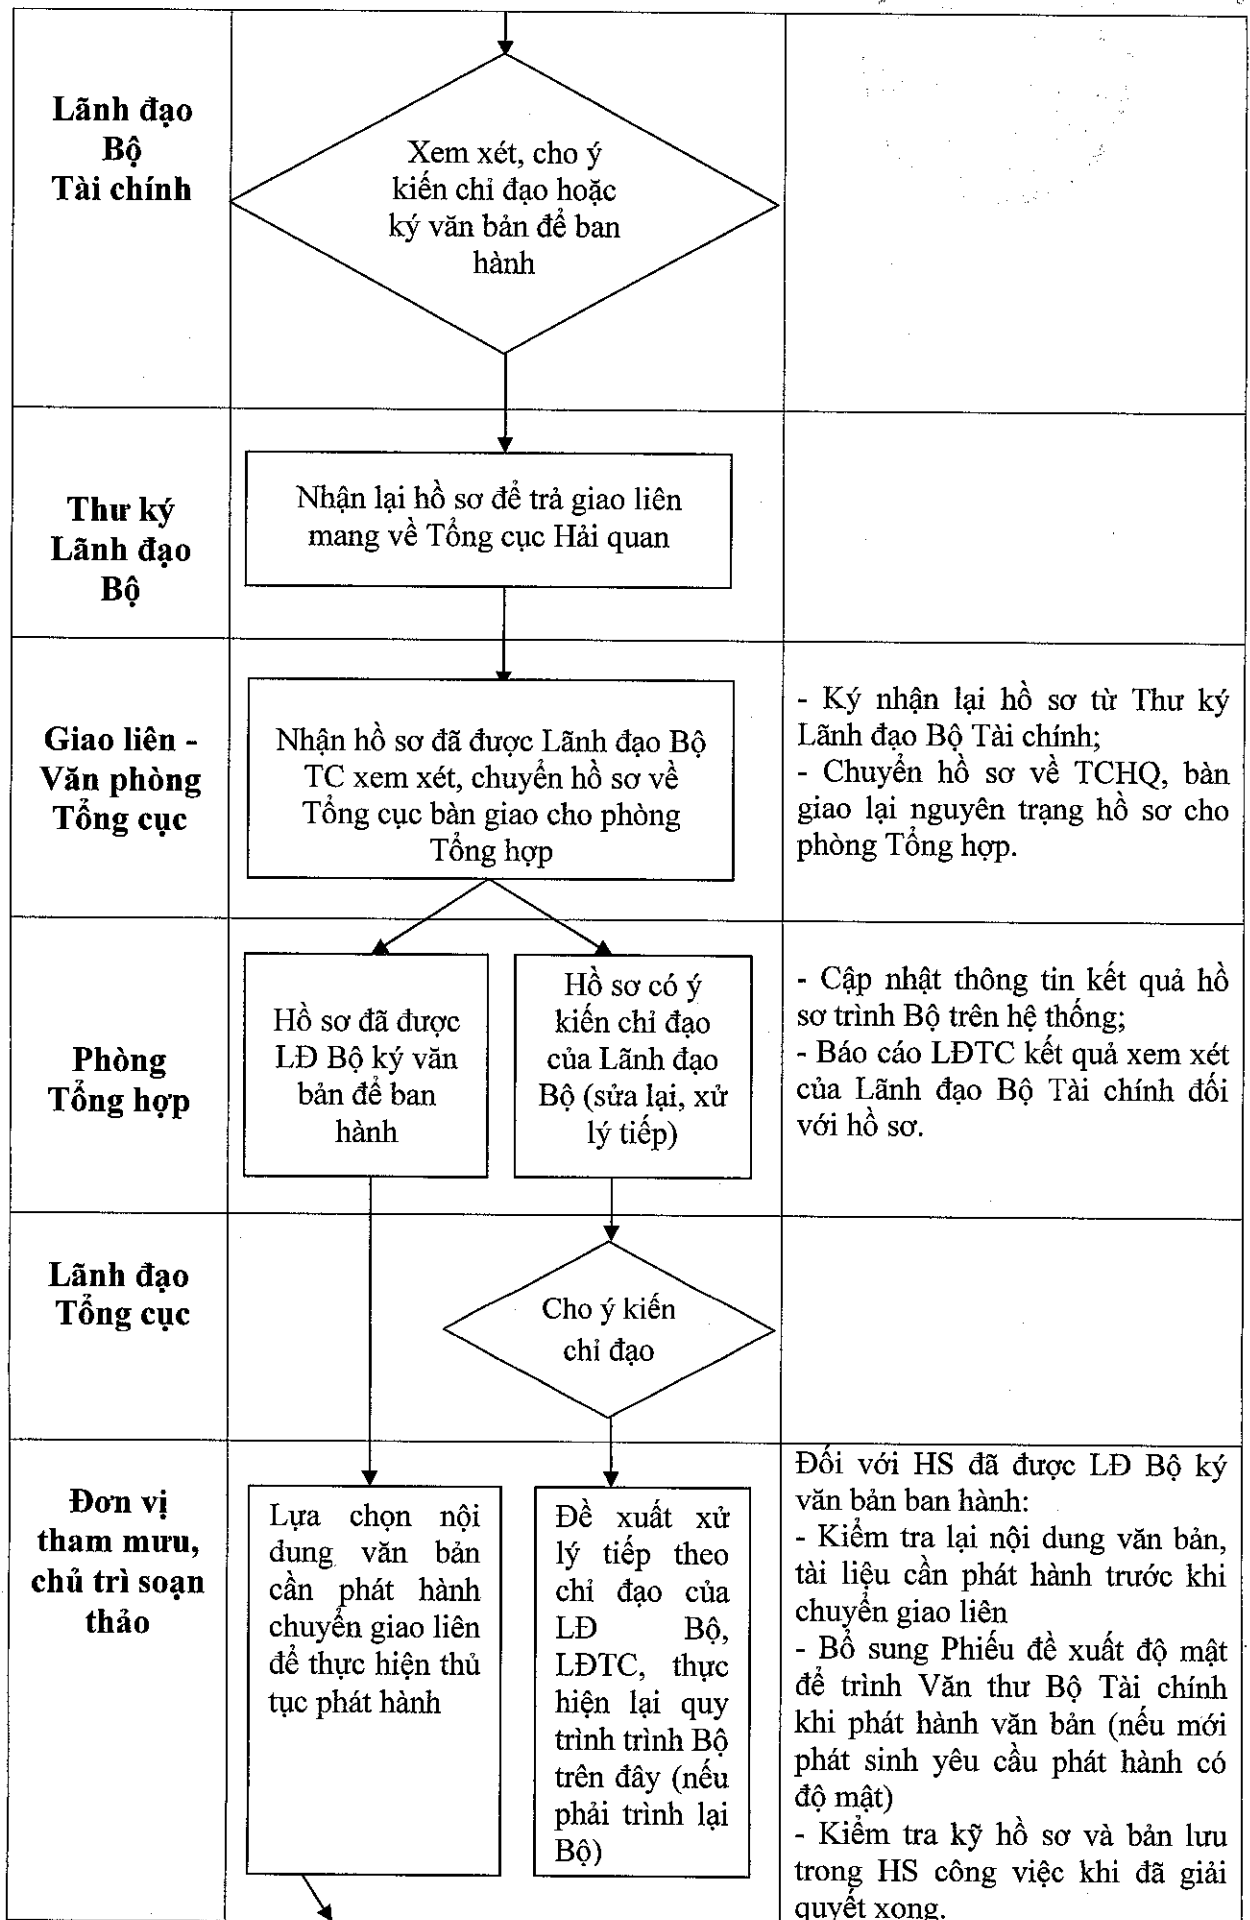 Lãnh đạo
Bộ
Tài chính
Xem xét, cho ý
kiến chỉ đạo hoặc
ký văn bản để ban
hành
Thư ký
Lãnh đạo
Bộ
Nhận lại hồ sơ để trả giao liên
mang về Tổng cục Hải quan
Giao liên -
Văn phòng
Tổng cục
Nhận hồ sơ đã được Lãnh đạo Bộ
TC xem xét, chuyển hồ sơ về
Tổng cục bàn giao cho phòng
Tổng hợp
- Ký nhận lại hồ sơ từ Thư ký
Lãnh đạo Bộ Tài chính;
- Chuyển hồ sơ về TCHQ, bàn
giao lại nguyên trạng hồ sơ cho
phòng Tổng hợp.
Phòng
Tổng hợp
Hồ sơ đã được
LĐ Bộ ký văn
bản để ban
hành
Hồ sơ có ý
kiến chỉ đạo
của Lãnh đạo
Bộ (sửa lại, xử
lý tiếp)
- Cập nhật thông tin kết quả hồ
sơ trình Bộ trên hệ thống;
- Báo cáo LĐTC kết quả xem xét
của Lãnh đạo Bộ Tài chính đối
với hồ sơ.
Lãnh đạo
Tổng cục
Cho ý kiến
chỉ đạo
Đơn vị
tham mưu,
chủ trì soạn
thảo
Lựa chọn nội
dung văn bản
cần phát hành
chuyển giao liên
để thực hiện thủ
tục phát hành
Đề xuất xử
lý tiếp theo
chỉ đạo của
LĐ Bộ,
LĐTC, thực
hiện lại quy
trình trình Bộ
trên đây (nếu
phải trình lại
Bộ)
Đối với HS đã được LĐ Bộ ký
văn bản ban hành:
- Kiểm tra lại nội dung văn bản,
tài liệu cần phát hành trước khi
chuyển giao liên
- Bổ sung Phiếu đề xuất độ mật
để trình Văn thư Bộ Tài chính
khi phát hành văn bản (nếu mới
phát sinh yêu cầu phát hành có
độ mật)
- Kiểm tra kỹ hồ sơ và bản lưu
trong HS công việc khi đã giải
quyết xong.